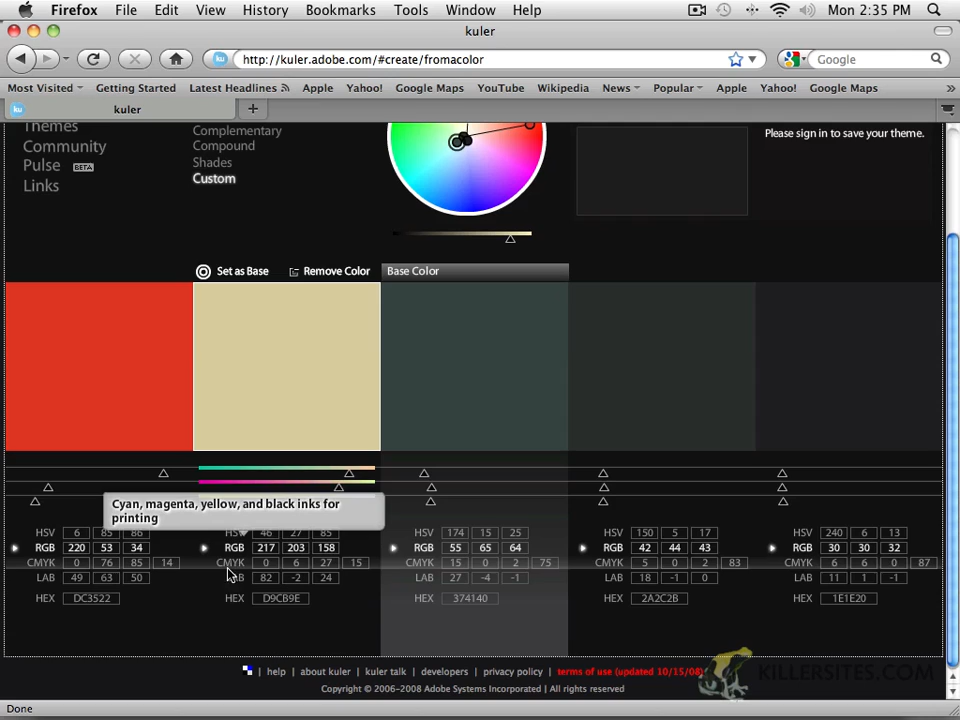 Firefox File Edit View History Bookmarks Tools Window Help Mon 2:35 PM
kuler
ku http://kuler.adobe.com/#create/fromacolor Google
Most Visited Getting Started Latest Headlines Apple Yahoo! Google Maps YouTube Wikipedia News Popular Apple Yahoo! Google Maps »
ku kuler +
Themes
Community
Pulse BETA
Links
Complementary
Compound
Shades
Custom
Please sign in to save your theme.
Set as Base Remove Color Base Color
Cyan, magenta, yellow, and black inks for
printing
HSV 6 85 86 HSV 46 27 85 HSV 174 15 25 HSV 150 5 17 HSV 240 6 13
RGB 220 53 34 RGB 217 203 158 RGB 55 65 64 RGB 42 44 43 RGB 30 30 32
CMYK 0 76 85 14 CMYK 0 6 27 15 CMYK 15 0 2 75 CMYK 5 0 2 83 CMYK 6 6 0 87
LAB 49 63 50 LAB 82 -2 24 LAB 27 -4 -1 LAB 18 -1 0 LAB 11 1 -1
HEX DC3522 HEX D9CB9E HEX 374140 HEX 2A2C2B HEX 1E1E20
| help | about kuler | kuler talk | developers | privacy policy | terms of use (updated 10/15/08)
Copyright © 2006-2008 Adobe Systems Incorporated | All rights reserved
KILLERSITES.COM
Done